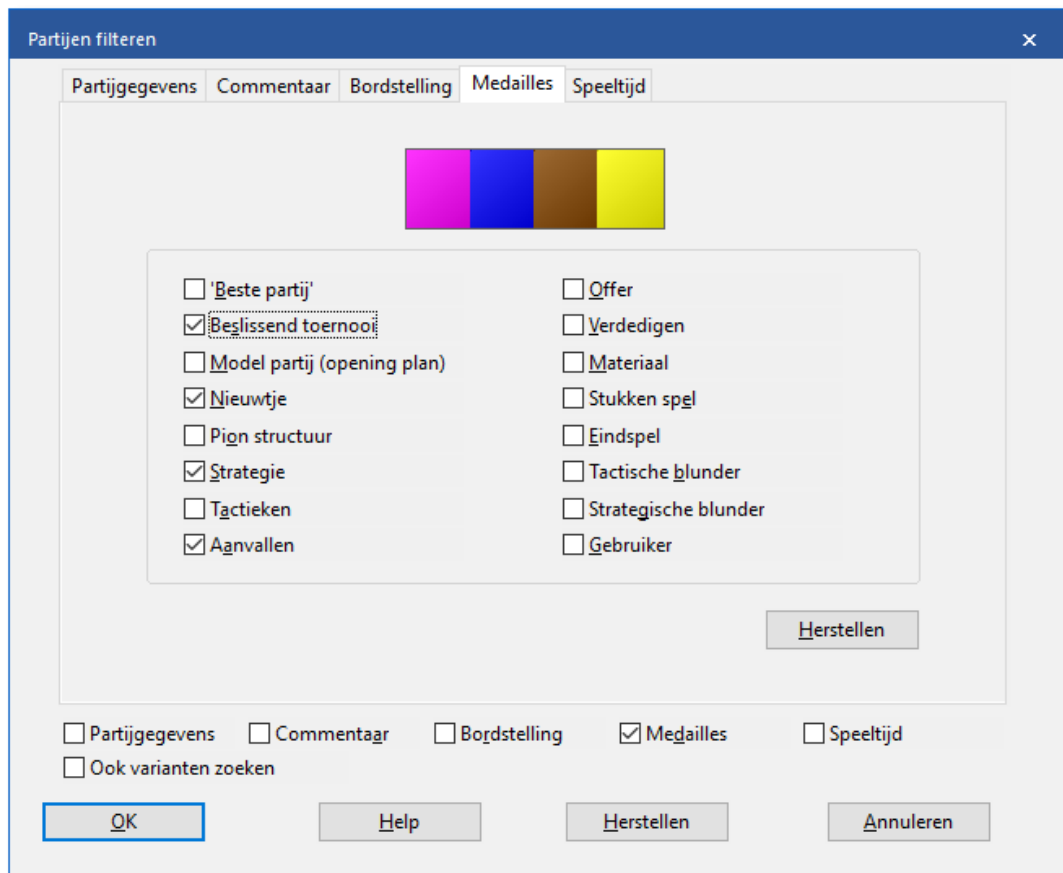 Partijen filteren
Partijgegevens Commentaar Bordstelling Medailles Speeltijd
'Beste partij' Offer
Beslissend toernooi Verdedigen
Model partij (opening plan) Materiaal
Nieuwtje Stukken spel
Pion structuur Eindspel
Strategie Tactische blunder
Tactieken Strategische blunder
Aanvallen Gebruiker
Herstellen
Partijgegevens Commentaar Bordstelling Medailles Speeltijd
Ook varianten zoeken
OK Help Herstellen Annuleren